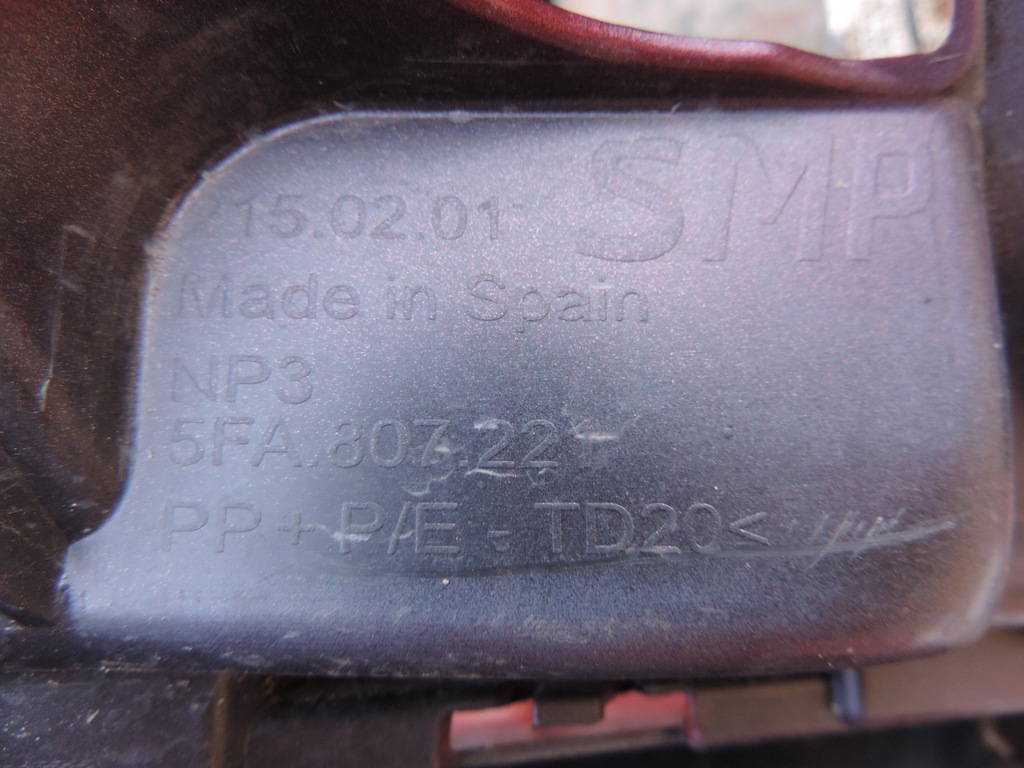 SMP
15.02.01
Made in Spain
NP3
5FA.807.221
PP+P/E - TD20<